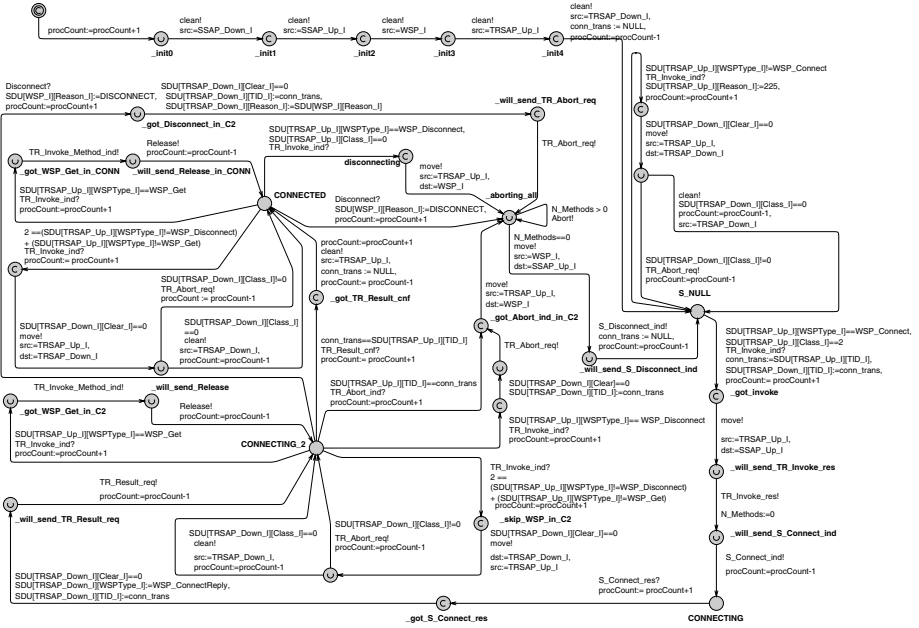 procCount:=procCount+1
_init0
clean!
src:=SSAP_Down_I
_init1
clean!
src:=SSAP_Up_I
_init2
clean!
src:=WSP_I
_init3
clean!
src:=TRSAP_Up_I
_init4
clean!
src:=TRSAP_Down_I,
conn_trans := NULL,
procCount:=procCount-1
SDU[TRSAP_Up_I][WSPType_I]!=WSP_Connect
TR_Invoke_ind?
SDU[TRSAP_Up_I][Reason_I]:=225,
procCount:=procCount+1
SDU[TRSAP_Down_I][Clear_I]==0
move!
src:=TRSAP_Up_I,
dst:=TRSAP_Down_I
clean!
SDU[TRSAP_Down_I][Class_I]==0
procCount:=procCount-1,
src:=TRSAP_Down_I
SDU[TRSAP_Down_I][Class_I]!=0
TR_Abort_req!
procCount:=procCount-1
S_NULL
Disconnect?
SDU[WSP_I][Reason_I]:=DISCONNECT,
procCount:=procCount+1
_got_Disconnect_in_C2
SDU[TRSAP_Down_I][Clear_I]==0
SDU[TRSAP_Down_I][TID_I]:=conn_trans,
SDU[TRSAP_Down_I][Reason_I]:=SDU[WSP_I][Reason_I]
_will_send_TR_Abort_req
TR_Abort_req!
SDU[TRSAP_Up_I][WSPType_I]==WSP_Disconnect,
SDU[TRSAP_Up_I][Class_I]==0
TR_Invoke_ind?
disconnecting
move!
src:=TRSAP_Up_I,
dst:=WSP_I
_aborting_all
N_Methods > 0
Abort!
TR_Invoke_Method_ind!
_got_WSP_Get_in_CONN
Release!
procCount:=procCount-1
_will_send_Release_in_CONN
SDU[TRSAP_Up_I][WSPType_I]==WSP_Get
TR_Invoke_ind?
procCount:=procCount+1
CONNECTED
Disconnect?
SDU[WSP_I][Reason_I]:=DISCONNECT,
procCount:=procCount+1
N_Methods==0
move!
src:=WSP_I,
dst:=SSAP_Up_I
2 ==(SDU[TRSAP_Up_I][WSPType_I]!=WSP_Disconnect)
+ (SDU[TRSAP_Up_I][WSPType_I]!=WSP_Get)
TR_Invoke_ind?
procCount:= procCount+1
SDU[TRSAP_Down_I][Class_I]!=0
TR_Abort_req!
procCount := procCount-1
procCount:=procCount+1
clean!
src:=TRSAP_Up_I,
conn_trans := NULL,
procCount:=procCount-1
_got_TR_Result_cnf
SDU[TRSAP_Down_I][Clear_I]==0
move!
src:=TRSAP_Up_I,
dst:=TRSAP_Down_I
SDU[TRSAP_Down_I][Class_I]
==0
clean!
src:=TRSAP_Down_I,
procCount:=procCount-1
conn_trans==SDU[TRSAP_Up_I][TID_I]
TR_Result_cnf?
procCount:= procCount+1
move!
src:=TRSAP_Up_I,
dst:=WSP_I
_got_Abort_ind_in_C2
TR_Abort_req!
S_Disconnect_ind!
conn_trans := NULL,
procCount:=procCount-1
_will_send_S_Disconnect_ind
SDU[TRSAP_Up_I][WSPType_I]==WSP_Connect,
SDU[TRSAP_Up_I][Class_I]==2
TR_Invoke_ind?
conn_trans:=SDU[TRSAP_Up_I][TID_I],
SDU[TRSAP_Down_I][TID_I]:=conn_trans,
procCount:= procCount+1
_got_invoke
TR_Invoke_Method_ind!
_got_WSP_Get_in_C2
_will_send_Release
Release!
procCount:=procCount-1
SDU[TRSAP_Up_I][TID_I]==conn_trans
TR_Abort_ind?
procCount:=procCount+1
SDU[TRSAP_Down_I][Clear]==0
SDU[TRSAP_Down_I][TID_I]:=conn_trans
SDU[TRSAP_Up_I][WSPType_I]==WSP_Get
TR_Invoke_ind?
procCount:=procCount+1
CONNECTING_2
SDU[TRSAP_Up_I][WSPType_I]== WSP_Disconnect
TR_Invoke_ind?
procCount:=procCount+1
move!
src:=TRSAP_Up_I,
dst:=SSAP_Up_I
_will_send_TR_Invoke_res
TR_Result_req!
procCount:=procCount-1
_will_send_TR_Result_req
TR_Invoke_ind?
2 ==
(SDU[TRSAP_Up_I][WSPType_I]!=WSP_Disconnect)
+ (SDU[TRSAP_Up_I][WSPType_I]!=WSP_Get)
procCount:=procCount+1
_skip_WSP_in_C2
TR_Invoke_res!
N_Methods:=0
_will_send_S_Connect_ind
SDU[TRSAP_Down_I][Class_I]==0
clean!
src:=TRSAP_Down_I,
procCount:=procCount-1
SDU[TRSAP_Down_I][Class_I]!=0
TR_Abort_req!
procCount:=procCount-1
SDU[TRSAP_Down_I][Clear_I]==0
move!
dst:=TRSAP_Down_I,
src:=TRSAP_Up_I
S_Connect_ind!
procCount:=procCount-1
SDU[TRSAP_Down_I][Clear_I]==0
SDU[TRSAP_Down_I][WSPType_I]:=WSP_ConnectReply,
SDU[TRSAP_Down_I][TID_I]:=conn_trans
_got_S_Connect_res
S_Connect_res?
procCount:= procCount+1
CONNECTING